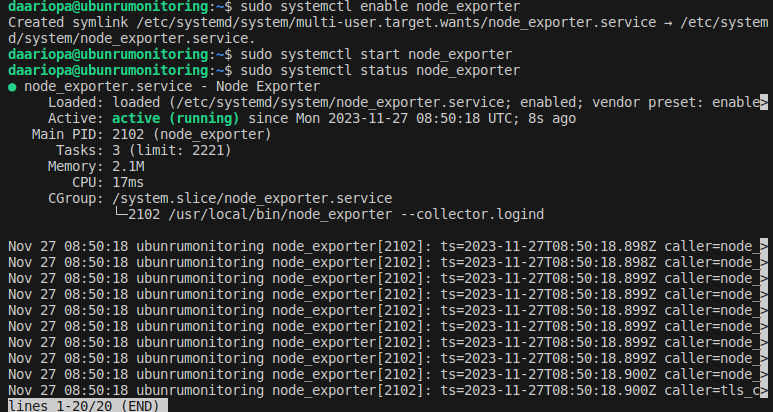 daariopa@ubunrumonitoring:~$ sudo systemctl enable node_exporter
Created symlink /etc/systemd/system/multi-user.target.wants/node_exporter.service → /etc/system
d/system/node_exporter.service.
daariopa@ubunrumonitoring:~$ sudo systemctl start node_exporter
daariopa@ubunrumonitoring:~$ sudo systemctl status node_exporter
● node_exporter.service - Node Exporter
Loaded: loaded (/etc/systemd/system/node_exporter.service; enabled; vendor preset: enable>
Active: active (running) since Mon 2023-11-27 08:50:18 UTC; 8s ago
Main PID: 2102 (node_exporter)
Tasks: 3 (limit: 2221)
Memory: 2.1M
CPU: 17ms
CGroup: /system.slice/node_exporter.service
└─2102 /usr/local/bin/node_exporter --collector.logind
Nov 27 08:50:18 ubunrumonitoring node_exporter[2102]: ts=2023-11-27T08:50:18.898Z caller=node_>
Nov 27 08:50:18 ubunrumonitoring node_exporter[2102]: ts=2023-11-27T08:50:18.899Z caller=node_>
Nov 27 08:50:18 ubunrumonitoring node_exporter[2102]: ts=2023-11-27T08:50:18.899Z caller=node_>
Nov 27 08:50:18 ubunrumonitoring node_exporter[2102]: ts=2023-11-27T08:50:18.899Z caller=node_>
Nov 27 08:50:18 ubunrumonitoring node_exporter[2102]: ts=2023-11-27T08:50:18.899Z caller=node_>
Nov 27 08:50:18 ubunrumonitoring node_exporter[2102]: ts=2023-11-27T08:50:18.899Z caller=node_>
Nov 27 08:50:18 ubunrumonitoring node_exporter[2102]: ts=2023-11-27T08:50:18.899Z caller=node_>
Nov 27 08:50:18 ubunrumonitoring node_exporter[2102]: ts=2023-11-27T08:50:18.899Z caller=node_>
Nov 27 08:50:18 ubunrumonitoring node_exporter[2102]: ts=2023-11-27T08:50:18.900Z caller=node_>
Nov 27 08:50:18 ubunrumonitoring node_exporter[2102]: ts=2023-11-27T08:50:18.900Z caller=tls_c>
lines 1-20/20 (END)